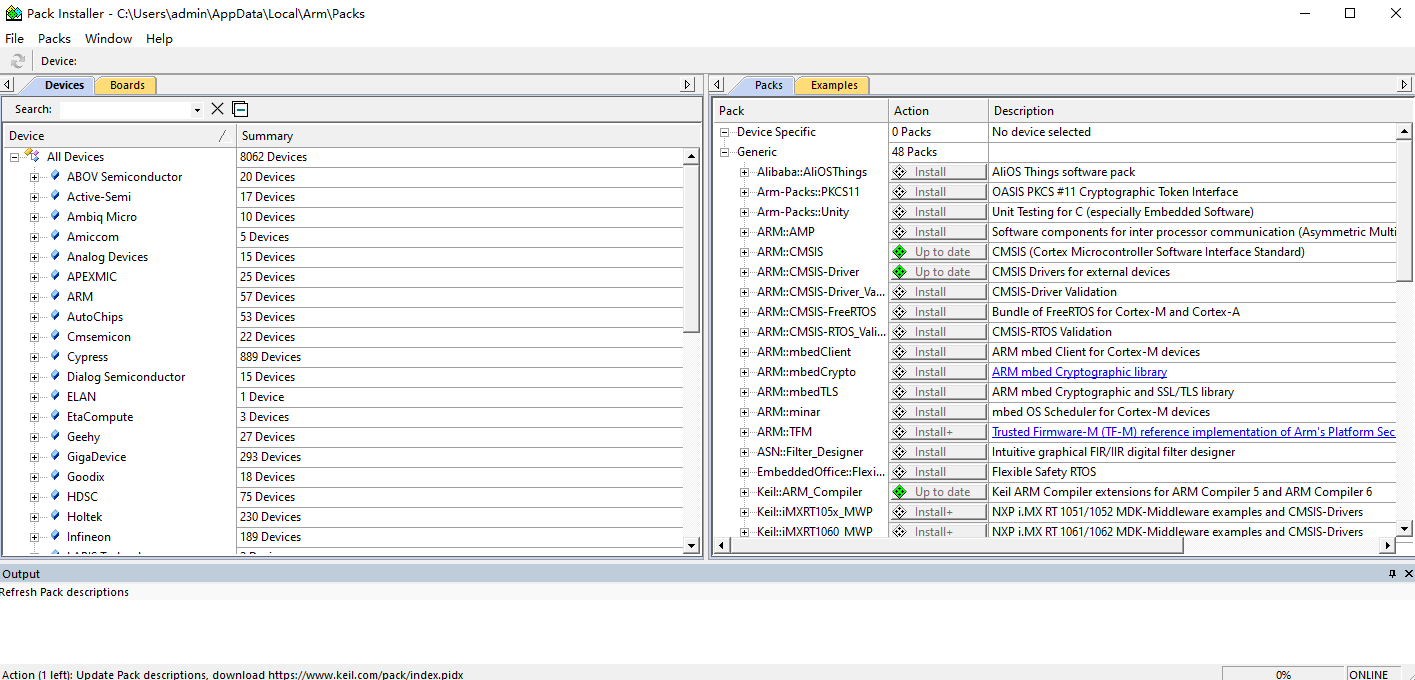 Pack Installer - C:\Users\admin\AppData\Local\Arm\Packs
File Packs Window Help
Device:
Devices Boards
Search:
Device Summary
All Devices 8062 Devices
ABOV Semiconductor 20 Devices
Active-Semi 17 Devices
Ambiq Micro 10 Devices
Amiccom 5 Devices
Analog Devices 15 Devices
APEXMIC 25 Devices
ARM 57 Devices
AutoChips 53 Devices
Cmsemicon 22 Devices
Cypress 889 Devices
Dialog Semiconductor 15 Devices
ELAN 1 Device
EtaCompute 3 Devices
Geehy 27 Devices
GigaDevice 293 Devices
Goodix 18 Devices
HDSC 75 Devices
Holtek 230 Devices
Infineon 189 Devices
Packs Examples
Pack Action Description
Device Specific 0 Packs No device selected
Generic 48 Packs
Alibaba::AliOSThings Install AliOS Things software pack
Arm-Packs::PKCS11 Install OASIS PKCS #11 Cryptographic Token Interface
Arm-Packs::Unity Install Unit Testing for C (especially Embedded Software)
ARM::AMP Install Software components for inter processor communication (Asymmetric Multi
ARM::CMSIS Up to date CMSIS (Cortex Microcontroller Software Interface Standard)
ARM::CMSIS-Driver Up to date CMSIS Drivers for external devices
ARM::CMSIS-Driver_Va... Install CMSIS-Driver Validation
ARM::CMSIS-FreeRTOS Install Bundle of FreeRTOS for Cortex-M and Cortex-A
ARM::CMSIS-RTOS_Vali... Install CMSIS-RTOS Validation
ARM::mbedClient Install ARM mbed Client for Cortex-M devices
ARM::mbedCrypto Install ARM mbed Cryptographic library
ARM::mbedTLS Install ARM mbed Cryptographic and SSL/TLS library
ARM::minar Install mbed OS Scheduler for Cortex-M devices
ARM::TFM Install+ Trusted Firmware-M (TF-M) reference implementation of Arm's Platform Sec
ASN::Filter_Designer Install Intuitive graphical FIR/IIR digital filter designer
EmbeddedOffice::Flexi... Install Flexible Safety RTOS
Keil::ARM_Compiler Up to date Keil ARM Compiler extensions for ARM Compiler 5 and ARM Compiler 6
Keil::iMXRT105x_MWP Install+ NXP i.MX RT 1051/1052 MDK-Middleware examples and CMSIS-Drivers
Keil::iMXRT1060_MWP Install+ NXP i.MX RT 1061/1062 MDK-Middleware examples and CMSIS-Drivers
Output
Refresh Pack descriptions
Action (1 left): Update Pack descriptions, download https://www.keil.com/pack/index.pidx 0% ONLINE